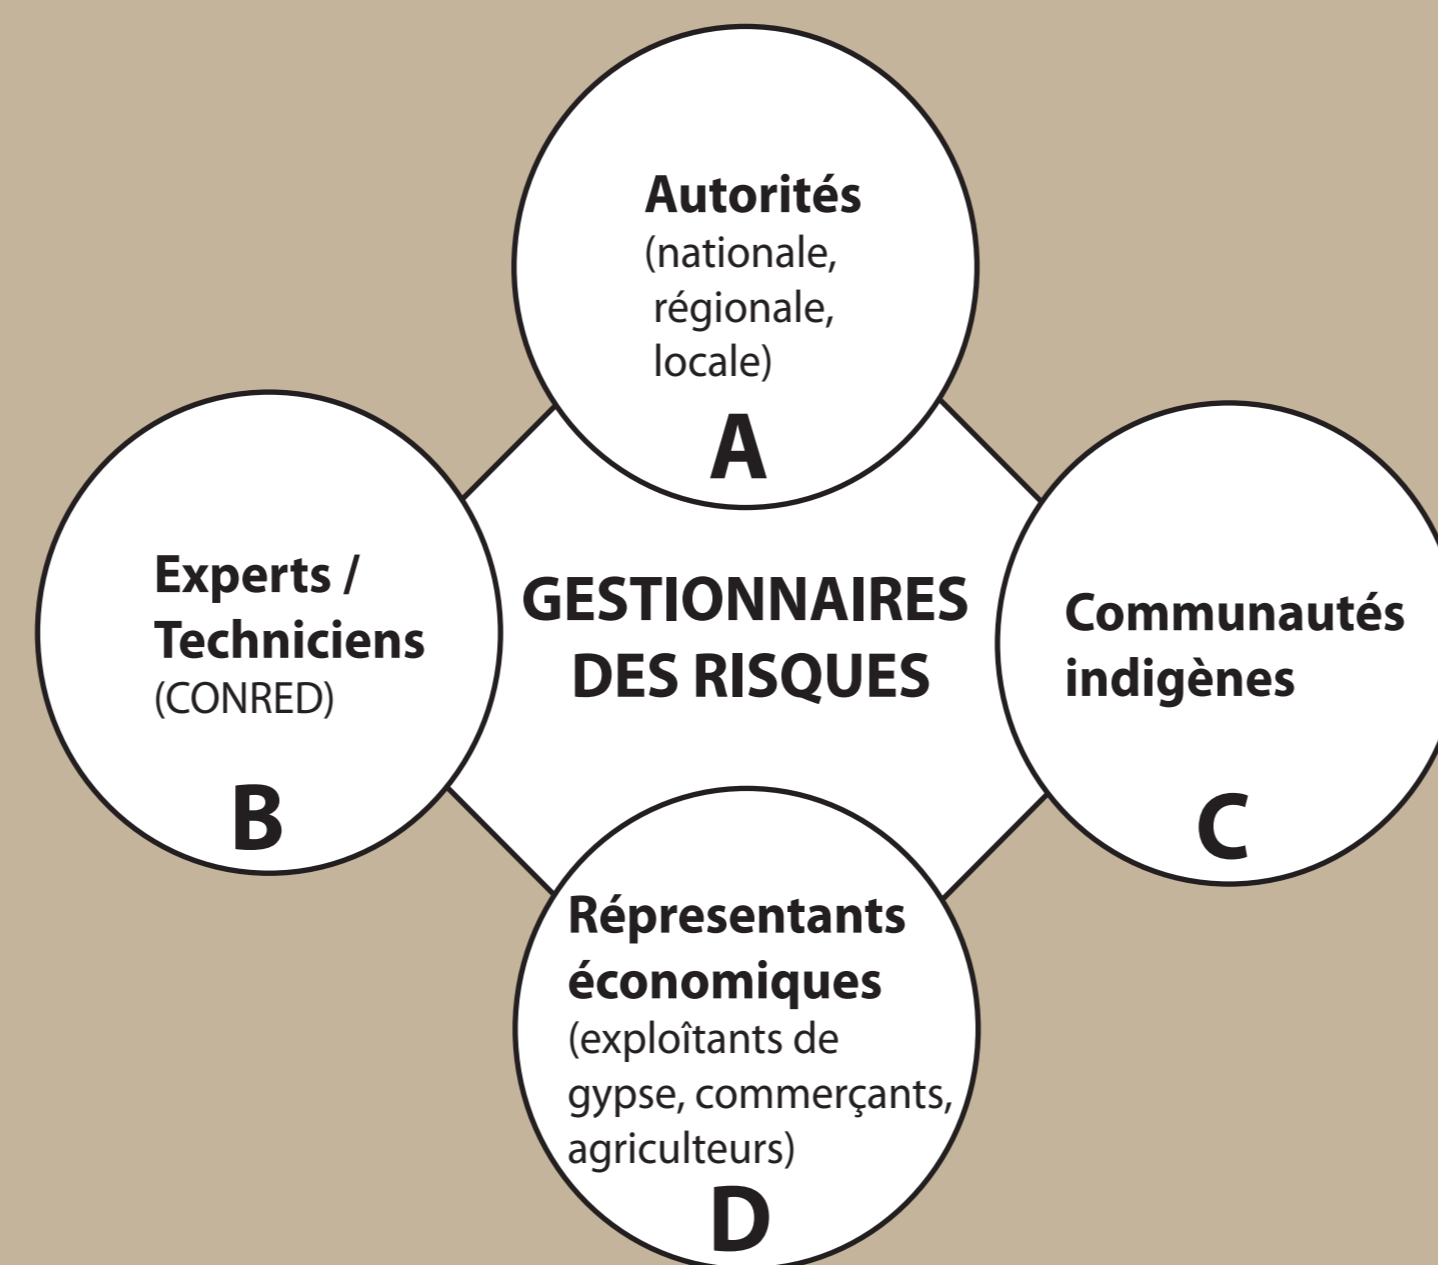 Autorités
(nationale,
régionale,
locale)
A
Experts /
Techniciens
(CONRED)
B
GESTIONNAIRES
DES RISQUES
Communautés
indigènes
C
Répresentants
économiques
(exploîtants de
gypse, commerçants,
agriculteurs)
D